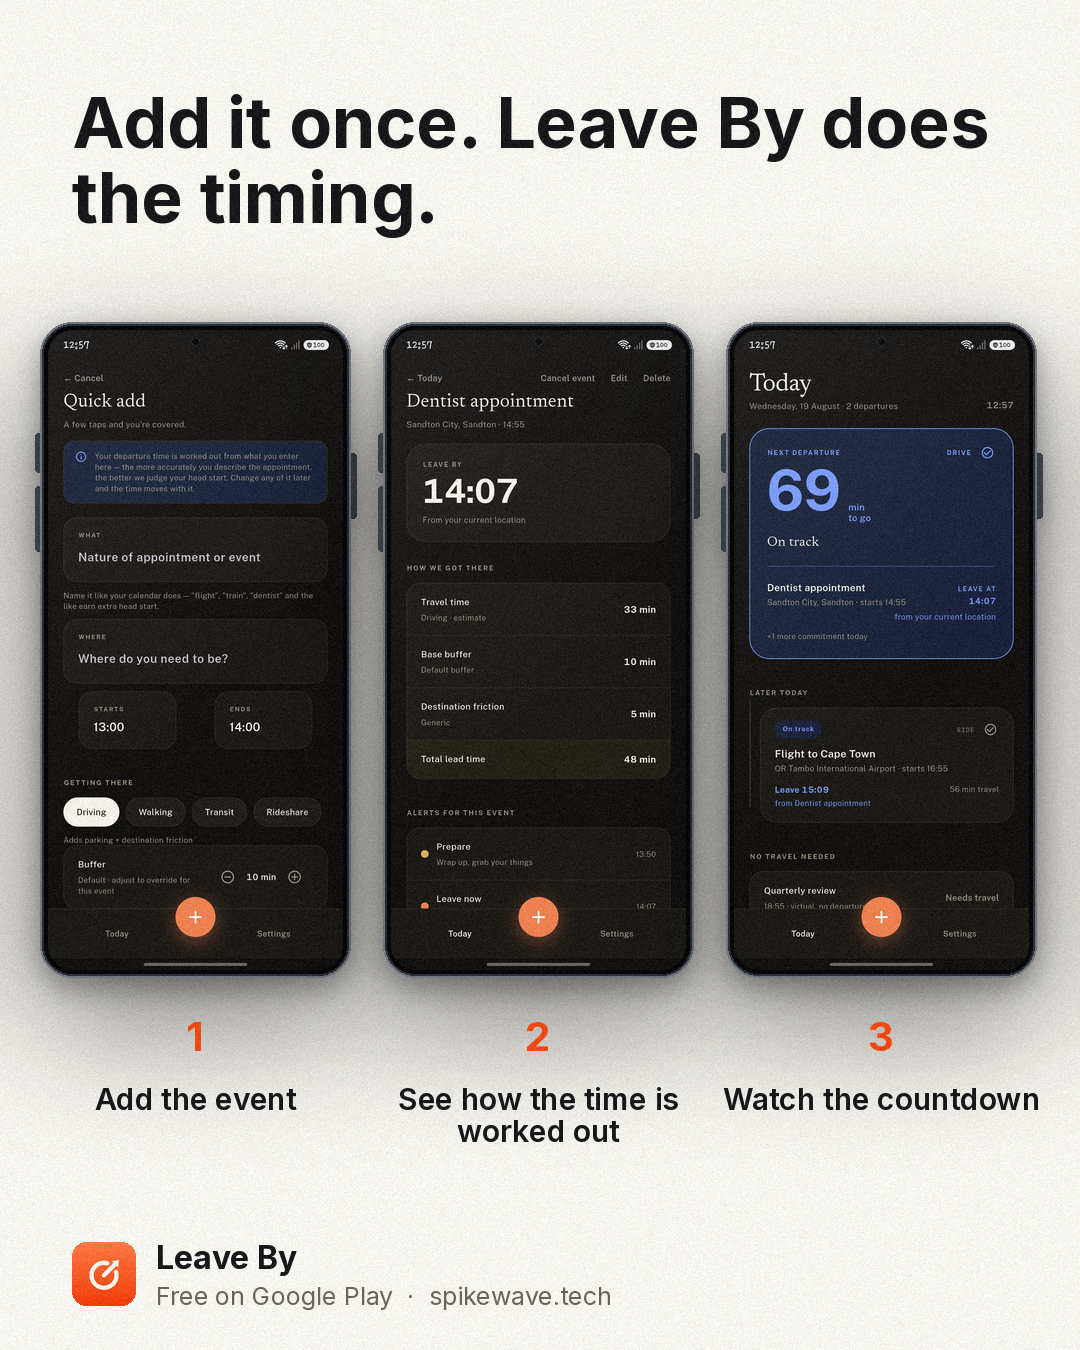 Add it once. Leave By does
the timing.
12:57
100
← Cancel
Quick add
A few taps and you're covered.
Your departure time is worked out from what you enter
here — the more accurately you describe the appointment,
the better we judge your head start. Change any of it later
and the time moves with it.
WHAT
Nature of appointment or event
Name it like your calendar does — "flight", "train", "dentist" and the
like earn extra head start.
WHERE
Where do you need to be?
STARTS
13:00
ENDS
14:00
GETTING THERE
Driving
Walking
Transit
Rideshare
Adds parking + destination friction
Buffer
Default · adjust to override for
this event
10 min
Today
Settings
12:57
100
← Today
Cancel event
Edit
Delete
Dentist appointment
Sandton City, Sandton · 14:55
LEAVE BY
14:07
From your current location
HOW WE GOT THERE
Travel time
Driving · estimate
33 min
Base buffer
Default buffer
10 min
Destination friction
Generic
5 min
Total lead time
48 min
ALERTS FOR THIS EVENT
Prepare
Wrap up, grab your things
13:50
Leave now
14:07
Today
Settings
12:57
100
Today
Wednesday, 19 August · 2 departures
12:57
NEXT DEPARTURE
DRIVE
69 min
to go
On track
Dentist appointment
Sandton City, Sandton · starts 14:55
LEAVE AT
14:07
from your current location
+1 more commitment today
LATER TODAY
On track
RIDE
Flight to Cape Town
OR Tambo International Airport · starts 16:55
Leave 15:09
56 min travel
from Dentist appointment
NO TRAVEL NEEDED
Quarterly review
18:55 · virtual, no departure
Needs travel
Today
Settings
1
Add the event
2
See how the time is
worked out
3
Watch the countdown
Leave By
Free on Google Play · spikewave.tech